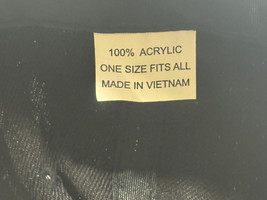 100% ACRYLIC
ONE SIZE FITS ALL
MADE IN VIETNAM